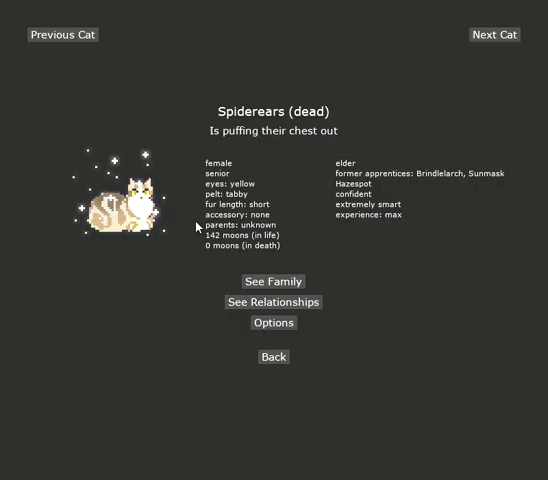 Previous Cat
Next Cat
Spiderears (dead)
Is puffing their chest out
female
senior
eyes: yellow
pelt: tabby
fur length: short
accessory: none
parents: unknown
142 moons (in life)
0 moons (in death)
elder
former apprentices: Brindlelarch, Sunmask
Hazespot
confident
extremely smart
experience: max
See Family
See Relationships
Options
Back